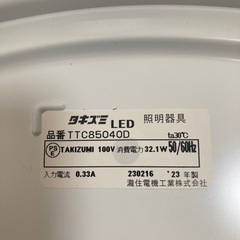 タキズミ LED 照明器具
品番 TTC85040D ta30℃
PS E TAKIZUMI 100V 消費電力 32.1W 50/60Hz
入力電流 0.33A 230216 '23年製
瀧住電機工業株式会社